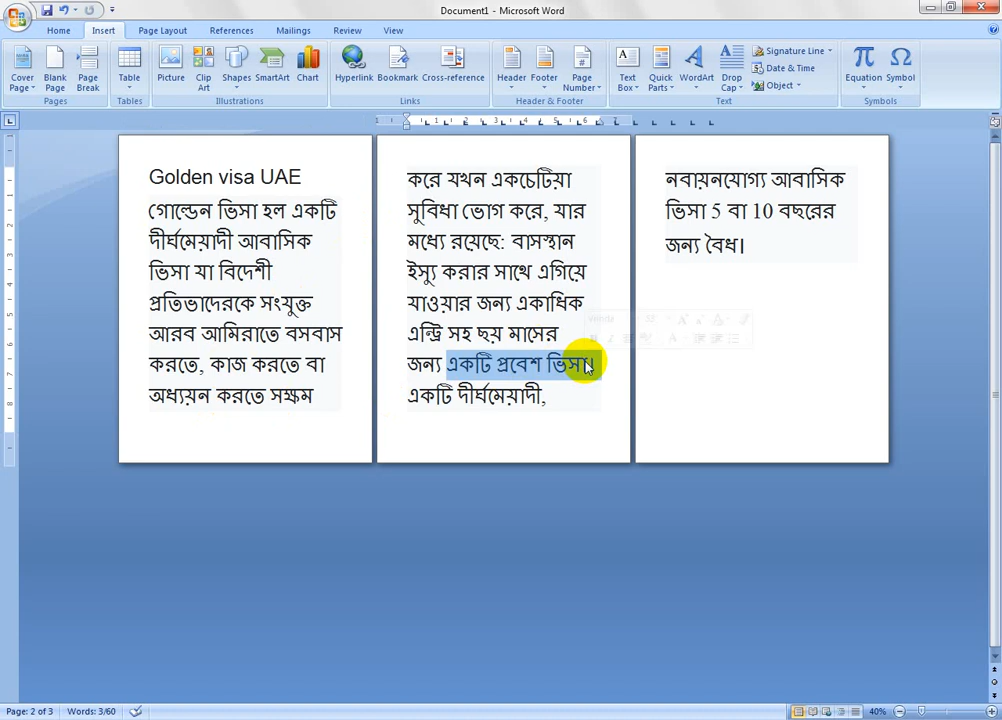 Document1 - Microsoft Word
Home Insert Page Layout References Mailings Review View
Cover Page Blank Page Page Break Table Picture Clip Art Shapes SmartArt Chart Hyperlink Bookmark Cross-reference Header Footer Page Number Text Box Quick Parts WordArt Drop Cap Signature Line Date & Time Object Equation Symbol
Pages Tables Illustrations Links Header & Footer Text Symbols
Golden visa UAE
গোল্ডেন ভিসা হল একটি
দীর্ঘমেয়াদী আবাসিক
ভিসা যা বিদেশী
প্রতিভাদেরকে সংযুক্ত
আরব আমিরাতে বসবাস
করতে, কাজ করতে বা
অধ্যয়ন করতে সক্ষম
করে যখন একচেটিয়া
সুবিধা ভোগ করে, যার
মধ্যে রয়েছে: বাসস্থান
ইস্যু করার সাথে এগিয়ে
যাওয়ার জন্য একাধিক
এন্ট্রি সহ ছয় মাসের
জন্য একটি প্রবেশ ভিসা।
একটি দীর্ঘমেয়াদী,
নবায়নযোগ্য আবাসিক
ভিসা 5 বা 10 বছরের
জন্য বৈধ।
Page: 2 of 3 Words: 3/60 40%